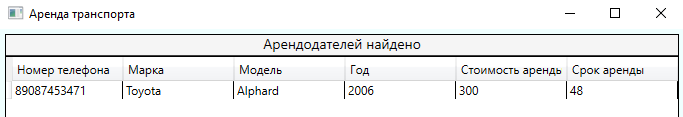 Аренда транспорта
Арендодателей найдено
Номер телефона Марка Модель Год Стоимость арендь Срок аренды
89087453471 Toyota Alphard 2006 300 48